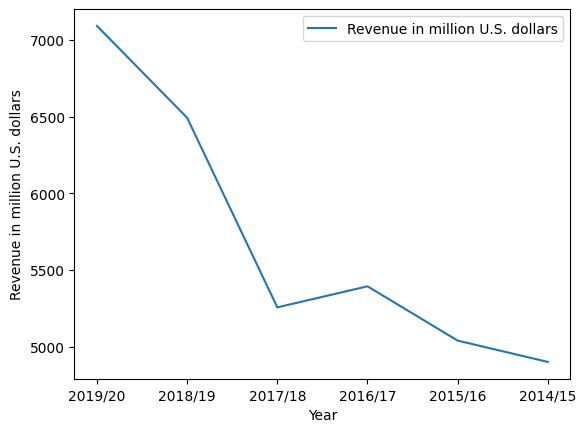 Revenue in million U.S. dollars
Revenue in million U.S. dollars
7000
6500
6000
5500
5000
2019/20 2018/19 2017/18 2016/17 2015/16 2014/15
Year